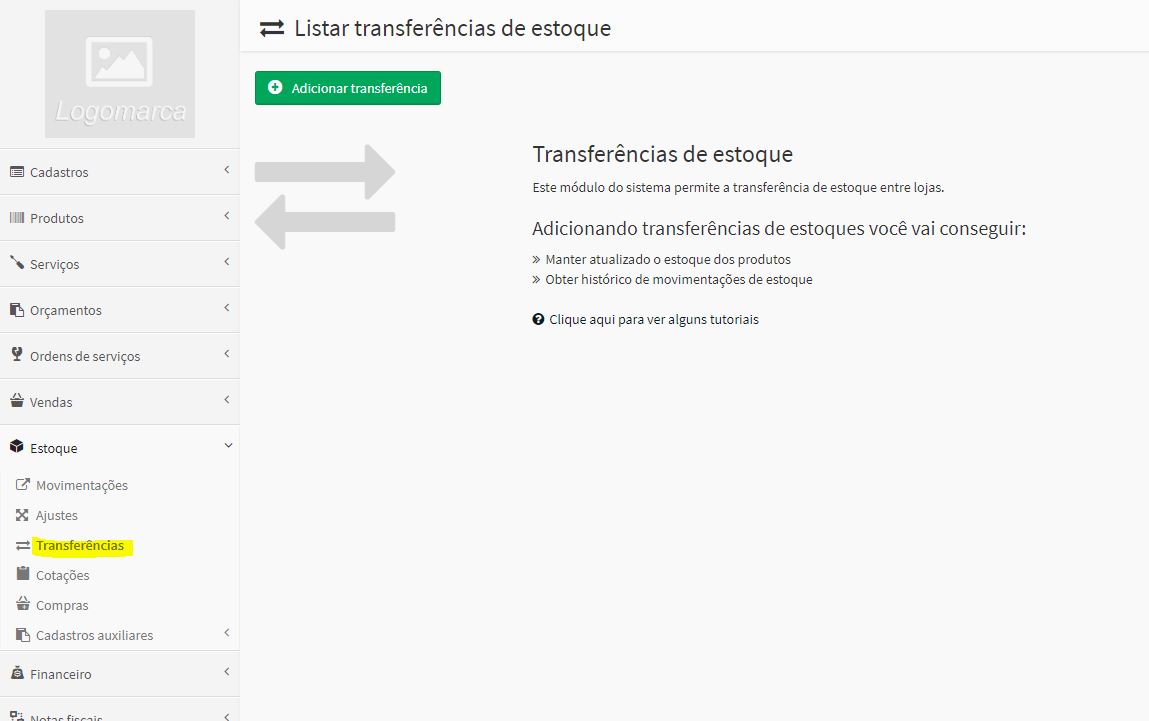 Logomarca
Cadastros
Produtos
Serviços
Orçamentos
Ordens de serviços
Vendas
Estoque
Movimentações
Ajustes
Transferências
Cotações
Compras
Cadastros auxiliares
Financeiro
Notas fiscais
Listar transferências de estoque
Adicionar transferência
Transferências de estoque
Este módulo do sistema permite a transferência de estoque entre lojas.
Adicionando transferências de estoques você vai conseguir:
» Manter atualizado o estoque dos produtos
» Obter histórico de movimentações de estoque
Clique aqui para ver alguns tutoriais